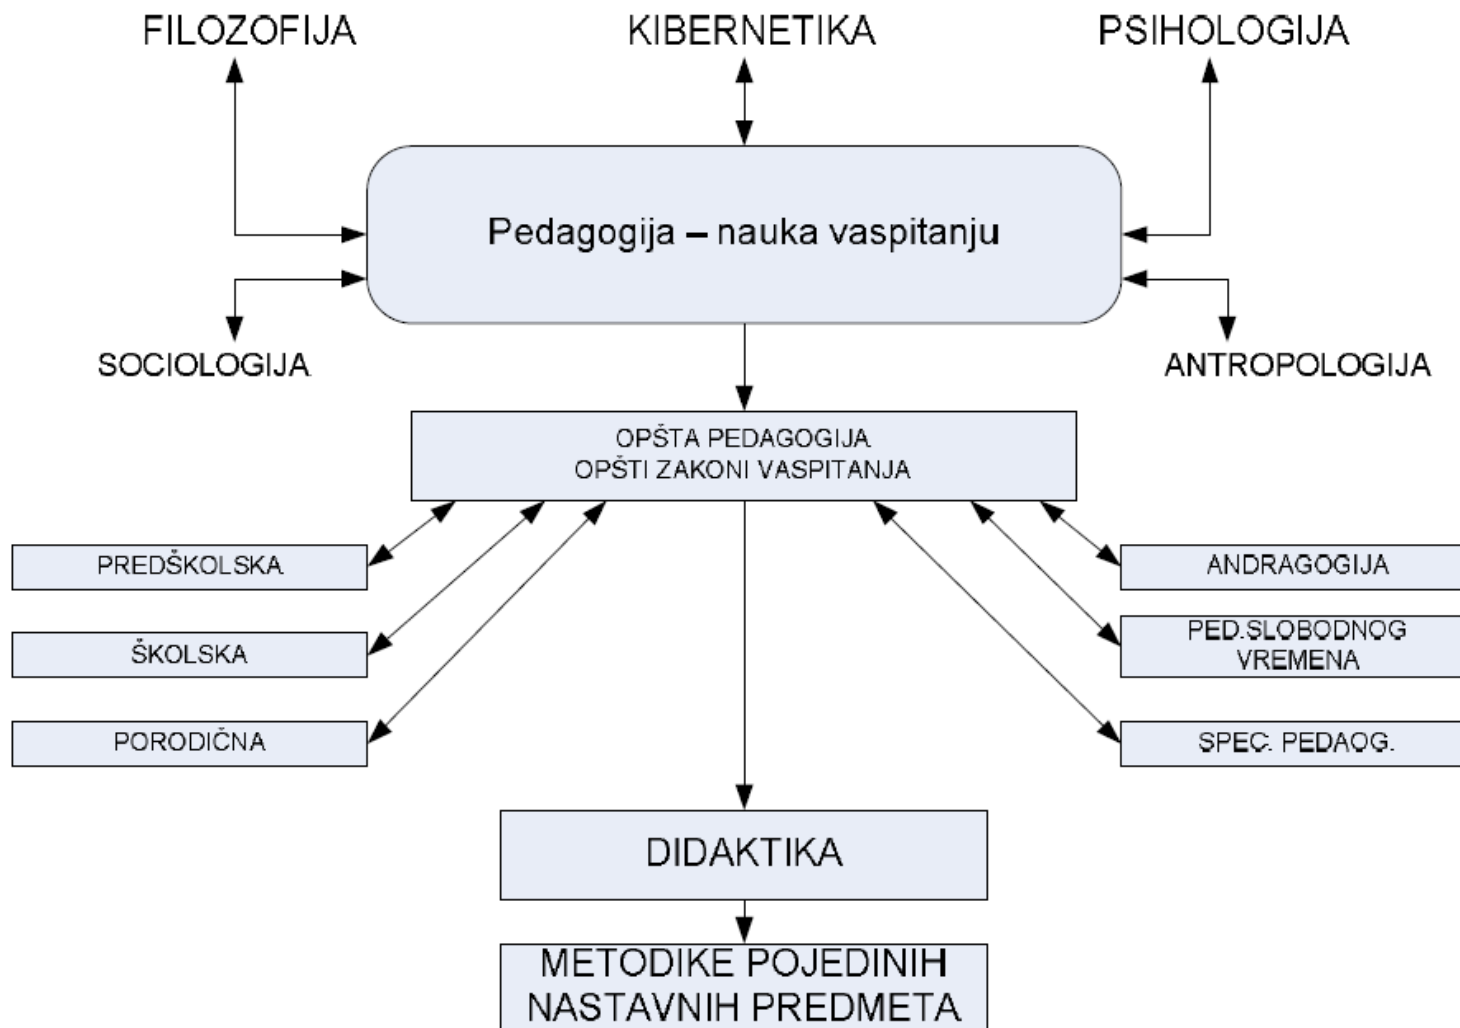 FILOZOFIJA
KIBERNETIKA
PSIHOLOGIJA
Pedagogija – nauka vaspitanju
SOCIOLOGIJA
ANTROPOLOGIJA
OPŠTA PEDAGOGIJA
OPŠTI ZAKONI VASPITANJA
PREDŠKOLSKA
ANDRAGOGIJA
ŠKOLSKA
PED.SLOBODNOG
VREMENA
PORODIČNA
SPEC. PEDAOG.
DIDAKTIKA
METODIKE POJEDINIH
NASTAVNIH PREDMETA